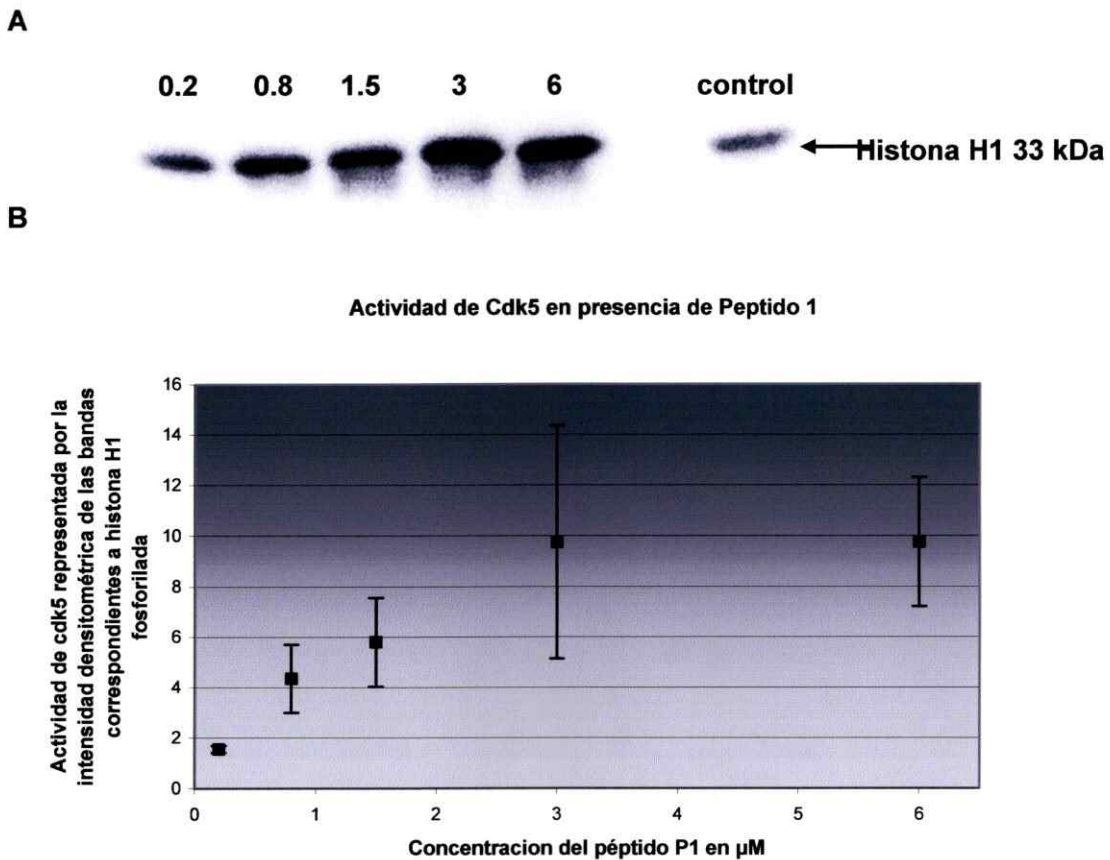 A
0.2 0.8 1.5 3 6 control
Histona H1 33 kDa
B
Actividad de Cdk5 en presencia de Peptido 1
Actividad de cdk5 representada por la
intensidad densitométrica de las bandas
correspondientes a histona H1
fosforilada
16
14
12
10
8
6
4
2
0
0 1 2 3 4 5 6
Concentracion del péptido P1 en µM